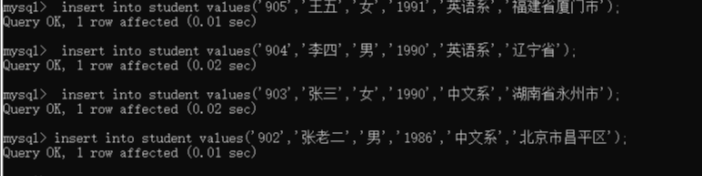 mysql> insert into student values('905','王五','女','1991','英语系','福建省厦门市');
Query OK, 1 row affected (0.01 sec)
mysql> insert into student values('904','李四','男','1990','英语系','辽宁省');
Query OK, 1 row affected (0.02 sec)
mysql> insert into student values('903','张三','女','1990','中文系','湖南省永州市');
Query OK, 1 row affected (0.02 sec)
mysql> insert into student values('902','张老二','男','1986','中文系','北京市昌平区');
Query OK, 1 row affected (0.01 sec)